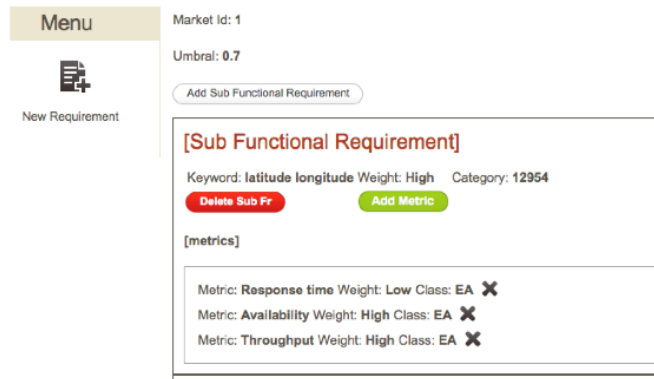 Menu
New Requirement
Market Id: 1
Umbral: 0.7
Add Sub Functional Requirement
[Sub Functional Requirement]
Keyword: latitude longitude Weight: High Category: 12954
Delete Sub Fr Add Metric
[metrics]
Metric: Response time Weight: Low Class: EA
Metric: Availability Weight: High Class: EA
Metric: Throughput Weight: High Class: EA